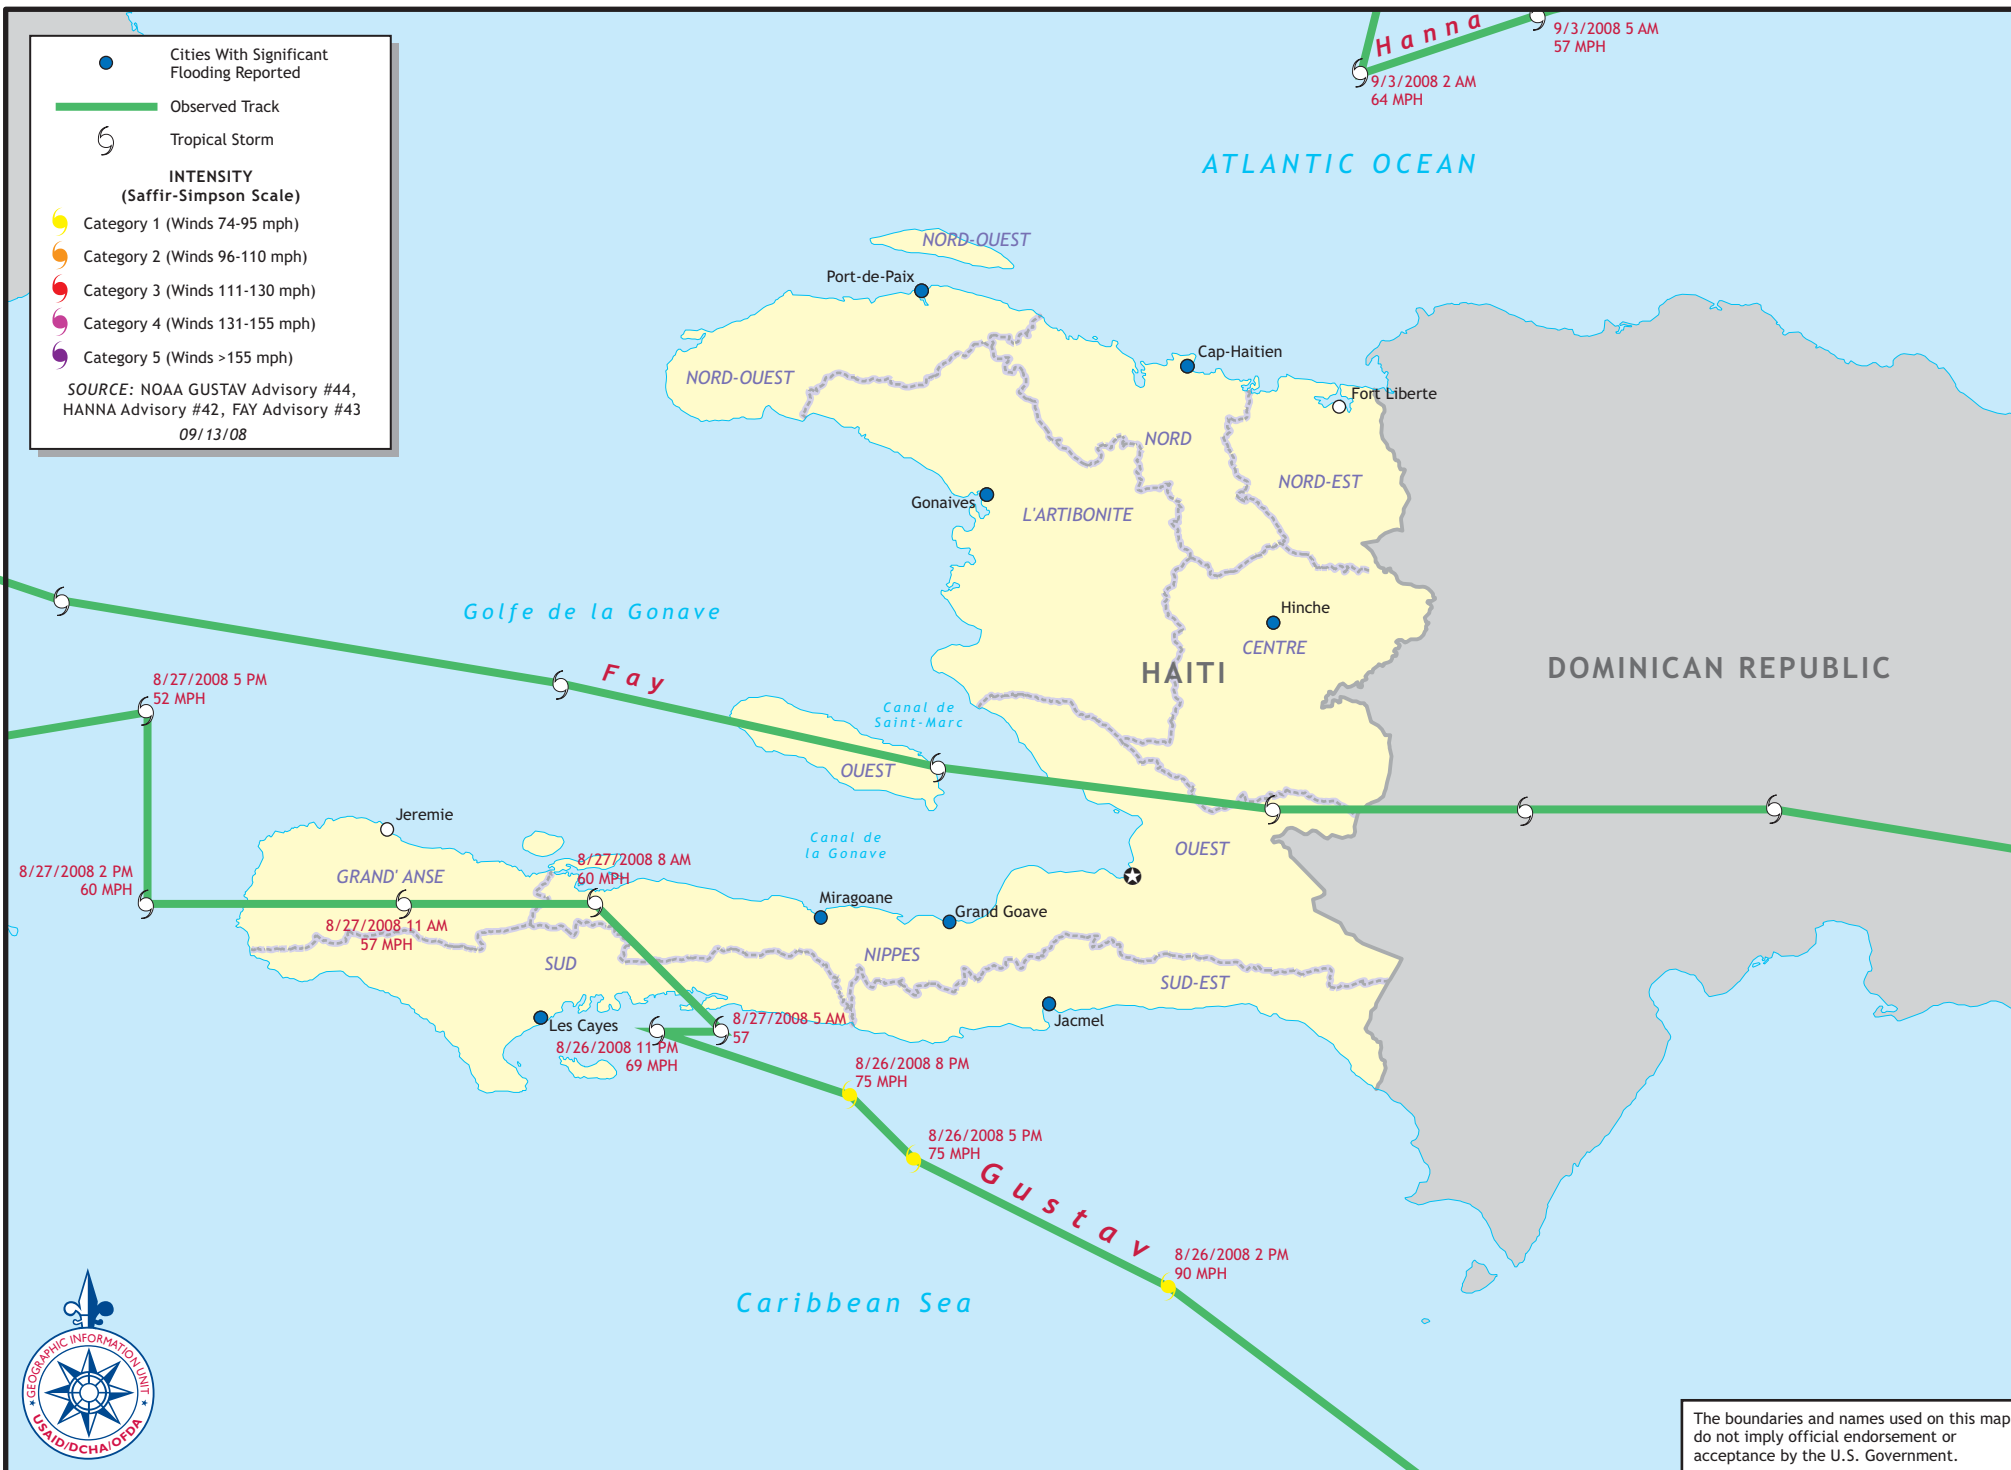 Cities With Significant
Flooding Reported
Observed Track
Tropical Storm
INTENSITY
(Saffir-Simpson Scale)
Category 1 (Winds 74-95 mph)
Category 2 (Winds 96-110 mph)
Category 3 (Winds 111-130 mph)
Category 4 (Winds 131-155 mph)
Category 5 (Winds >155 mph)
SOURCE: NOAA GUSTAV Advisory #44,
HANNA Advisory #42, FAY Advisory #43
09/13/08
Hanna
9/3/2008 5 AM
57 MPH
9/3/2008 2 AM
64 MPH
ATLANTIC OCEAN
NORD-OUEST
Port-de-Paix
Cap-Haitien
NORD-OUEST
Fort Liberte
NORD
NORD-EST
Gonaives
L'ARTIBONITE
Golfe de la Gonave
Hinche
CENTRE
HAITI
DOMINICAN REPUBLIC
Fay
8/27/2008 5 PM
52 MPH
Canal de
Saint-Marc
OUEST
Jeremie
Canal de
la Gonave
OUEST
8/27/2008 2 PM
60 MPH
GRAND' ANSE
8/27/2008 8 AM
60 MPH
Miragoane
Grand Goave
8/27/2008 11 AM
57 MPH
SUD
NIPPES
SUD-EST
Les Cayes
8/27/2008 5 AM
57
Jacmel
8/26/2008 11 PM
69 MPH
8/26/2008 8 PM
75 MPH
8/26/2008 5 PM
75 MPH
Gustav
8/26/2008 2 PM
90 MPH
Caribbean Sea
GEOGRAPHIC INFORMATION UNIT
USAID/DCHA/OFDA
The boundaries and names used on this map
do not imply official endorsement or
acceptance by the U.S. Government.